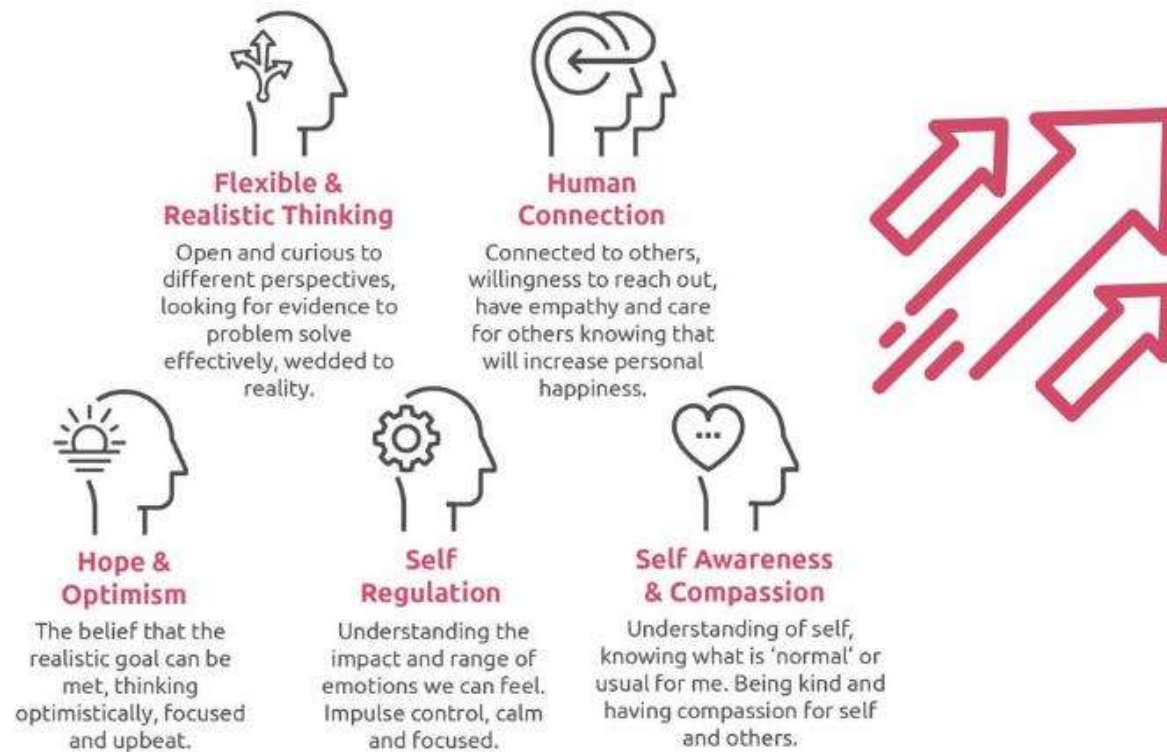 Flexible &
Realistic Thinking
Open and curious to
different perspectives,
looking for evidence to
problem solve
effectively, wedded to
reality.
Human
Connection
Connected to others,
willingness to reach out,
have empathy and care
for others knowing that
will increase personal
happiness.
Hope &
Optimism
The belief that the
realistic goal can be
met, thinking
optimistically, focused
and upbeat.
Self
Regulation
Understanding the
impact and range of
emotions we can feel.
Impulse control, calm
and focused.
Self Awareness
& Compassion
Understanding of self,
knowing what is ‘normal’ or
usual for me. Being kind and
having compassion for self
and others.